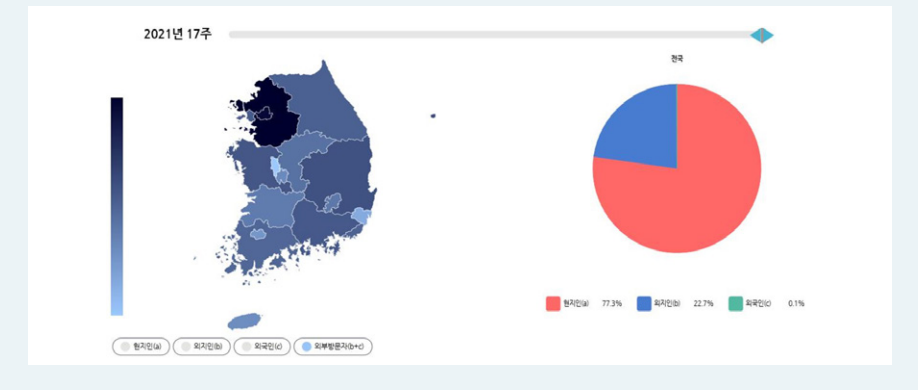 2021년 17주
전국
현지인(a) 77.3% 외지인(b) 22.7% 외국인(c) 0.1%
현지인(a) 외지인(b) 외국인(c) 외부방문자(b+c)